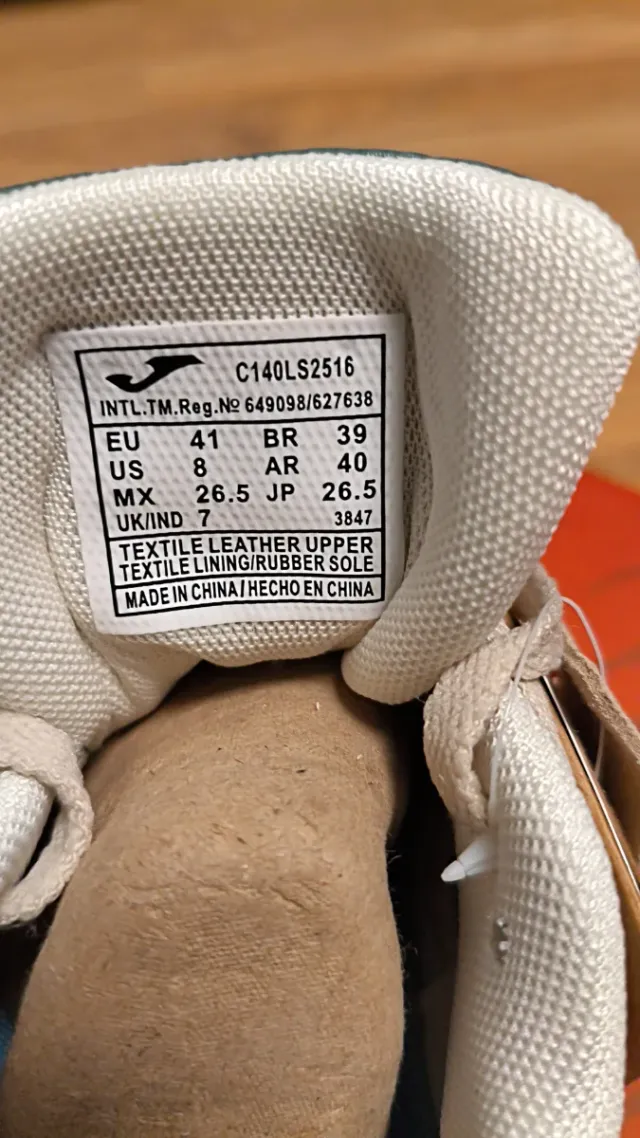 C140LS2516
INTL.TM.Reg.Nº 649098/627638
EU 41 BR 39
US 8 AR 40
MX 26.5 JP 26.5
UK/IND 7 3847
TEXTILE LEATHER UPPER
TEXTILE LINING/RUBBER SOLE
MADE IN CHINA/HECHO EN CHINA